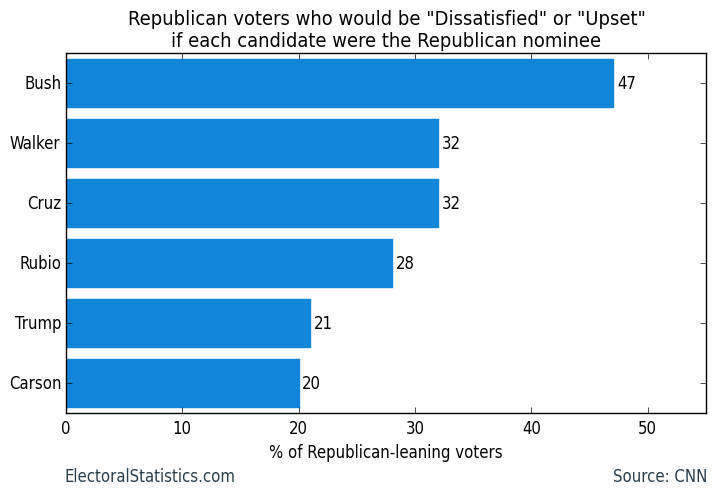 Republican voters who would be "Dissatisfied" or "Upset"
if each candidate were the Republican nominee
Bush 47
Walker 32
Cruz 32
Rubio 28
Trump 21
Carson 20
0 10 20 30 40 50
% of Republican-leaning voters
ElectoralStatistics.com Source: CNN